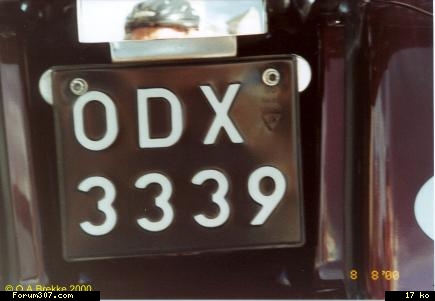 ODX
3339
8 8'00
© O A Brekke 2000
Forum307.com
17 ko